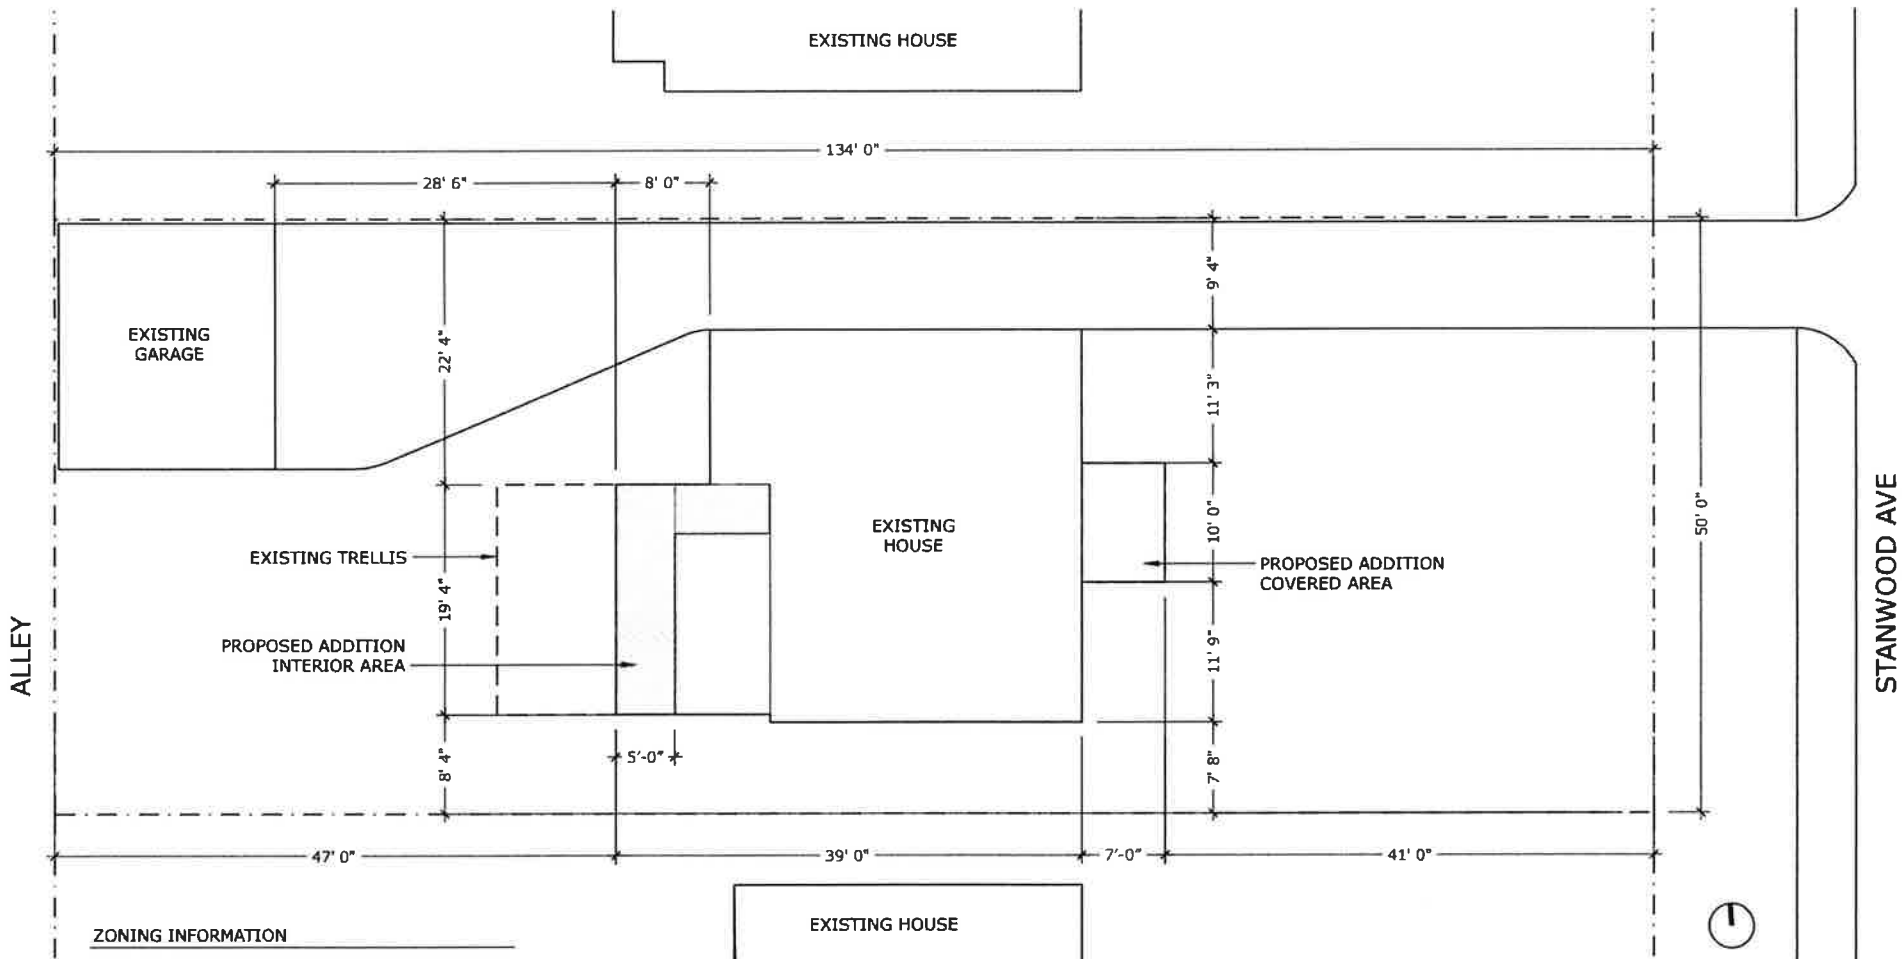 EXISTING HOUSE
134' 0"
28' 6"
8' 0"
9' 4"
EXISTING
GARAGE
22' 4"
11' 3"
EXISTING
HOUSE
10' 0"
50' 0"
EXISTING TRELLIS
PROPOSED ADDITION
COVERED AREA
19' 4"
PROPOSED ADDITION
INTERIOR AREA
11' 9"
ALLEY
STANWOOD AVE
5'-0"
8' 4"
7' 8"
47' 0"
39' 0"
7'-0"
41' 0"
EXISTING HOUSE
ZONING INFORMATION